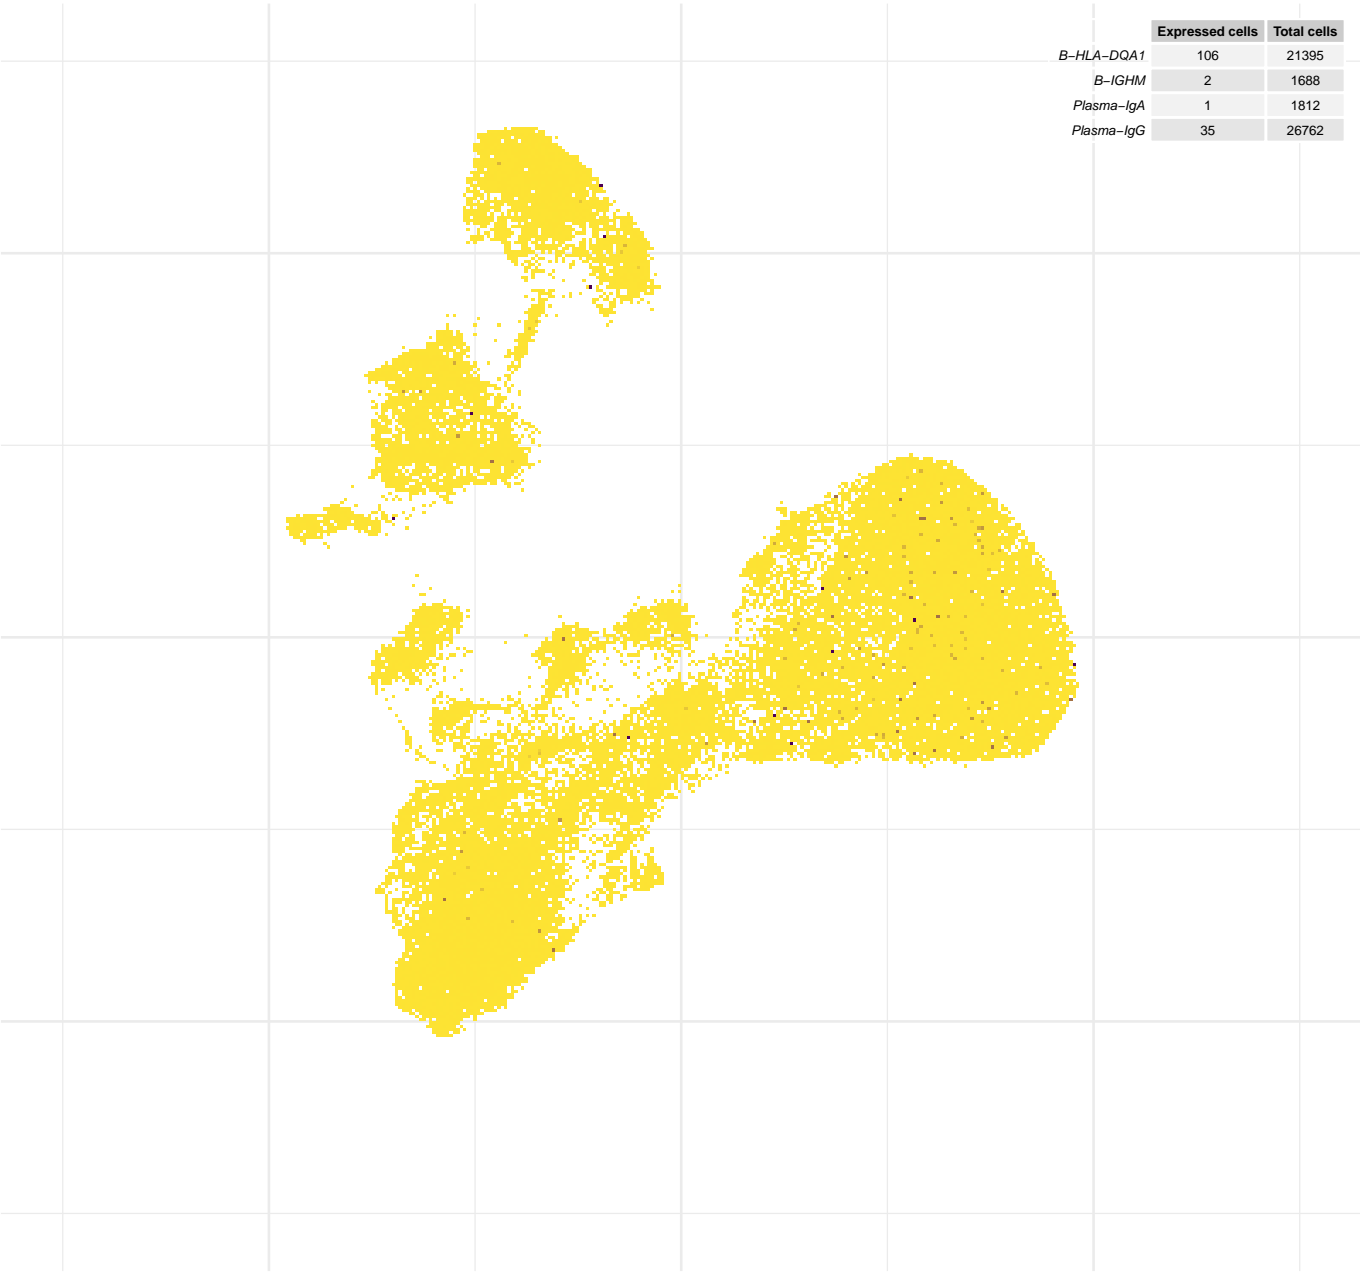 Expressed cells Total cells
B−HLA−DQA1 106 21395
B−IGHM 2 1688
Plasma−IgA 1 1812
Plasma−IgG 35 26762